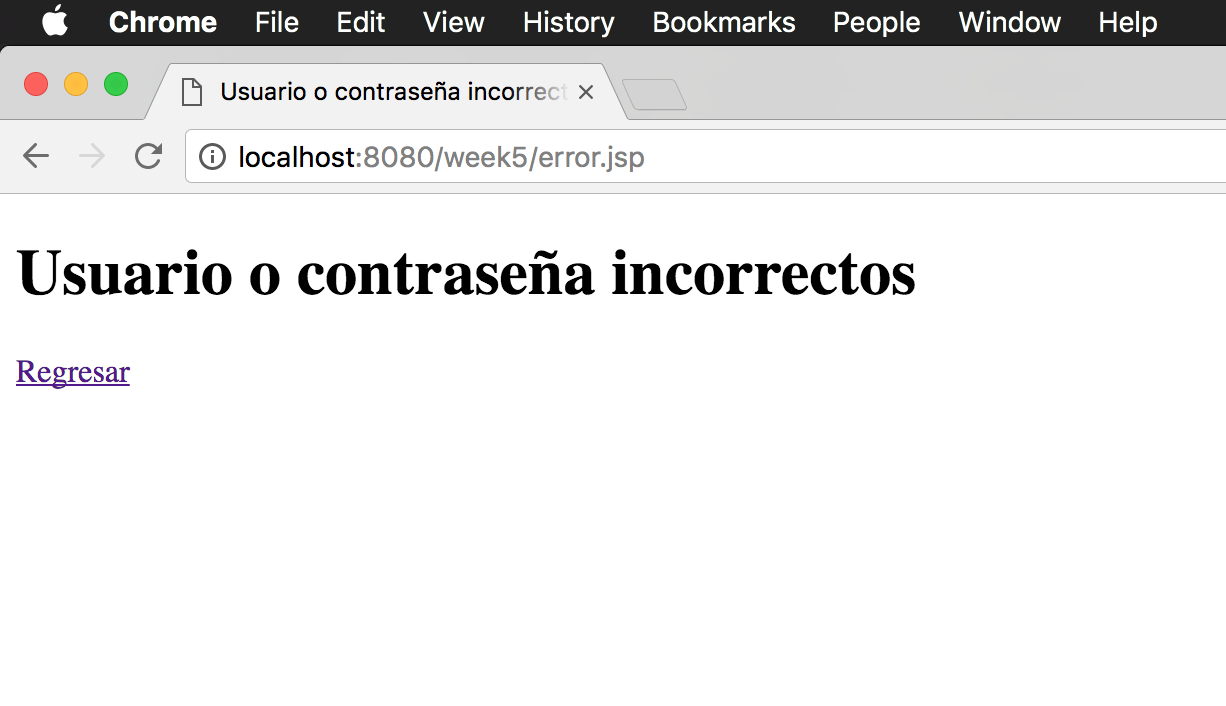 Chrome File Edit View History Bookmarks People Window Help
Usuario o contraseña incorrect
localhost:8080/week5/error.jsp
Usuario o contraseña incorrectos
Regresar